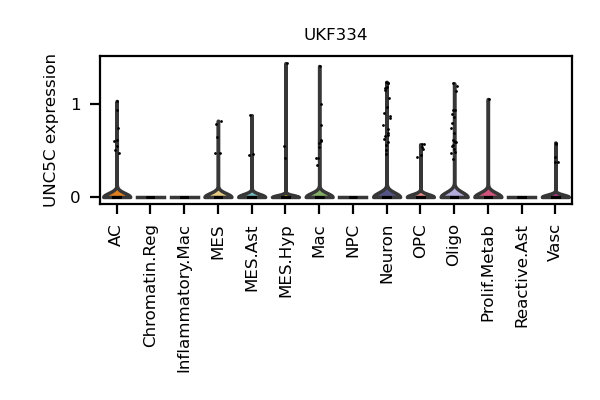 UKF334
UNC5C expression
1
0
AC
Chromatin.Reg
Inflammatory.Mac
MES
MES.Ast
MES.Hyp
Mac
NPC
Neuron
OPC
Oligo
Prolif.Metab
Reactive.Ast
Vasc